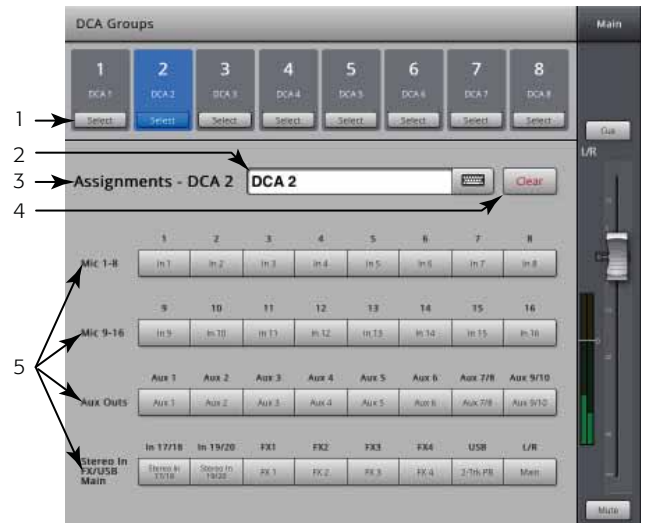 DCA Groups
Main
1 2 3 4 5 6 7 8
DCA 1 DCA 2 DCA 3 DCA 4 DCA 5 DCA 6 DCA 7 DCA 8
1 Select Select Select Select Select Select Select Select
Cue
L/R
2
3 Assignments - DCA 2 DCA 2 Clear
4
1 2 3 4 5 6 7 8
Mic 1-8 In 1 In 2 In 3 In 4 In 5 In 6 In 7 In 8
9 10 11 12 13 14 15 16
Mic 9-16 In 9 In 10 In 11 In 12 In 13 In 14 In 15 In 16
5
Aux 1 Aux 2 Aux 3 Aux 4 Aux 5 Aux 6 Aux 7/8 Aux 9/10
Aux Outs Aux 1 Aux 2 Aux 3 Aux 4 Aux 5 Aux 6 Aux 7/8 Aux 9/10
In 17/18 In 19/20 FX1 FX2 FX3 FX4 USB L/R
Stereo In
FX/USB
Main
Stereo In 17/18 Stereo In 19/20 FX 1 FX 2 FX 3 FX 4 2-Trk PB Main
Mute